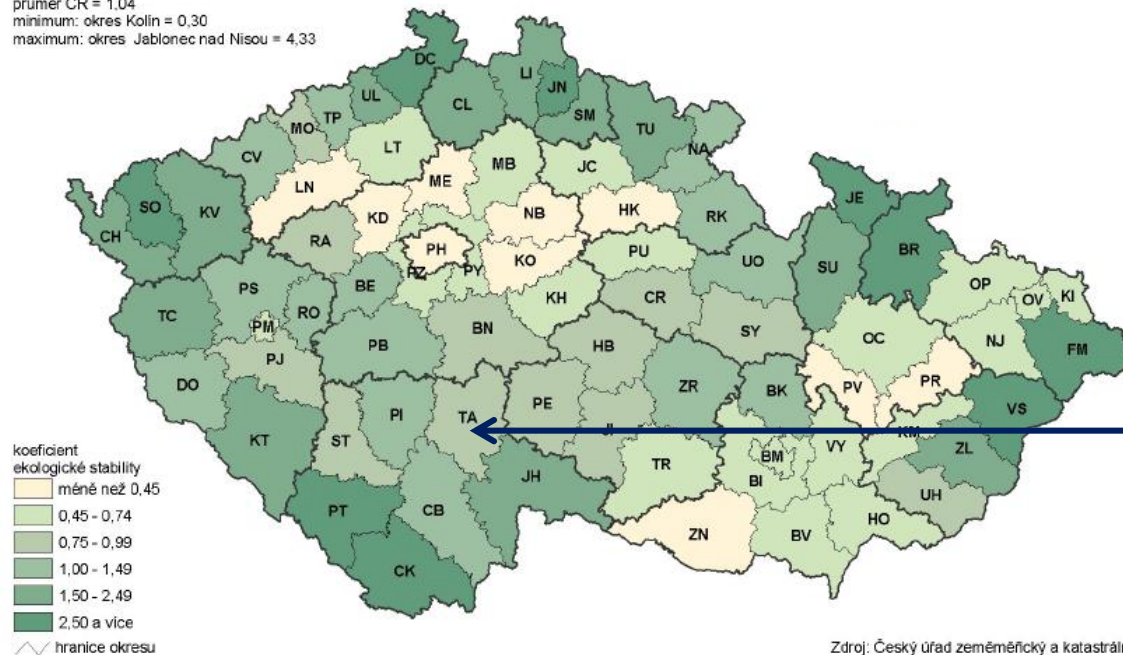 průměr ČR = 1,04
minimum: okres Kolín = 0,30
maximum: okres Jablonec nad Nisou = 4,33
DC
LI
JN
UL
CL
SM
TP
MO
TU
CV
LT
MB
JC
NA
LN
ME
SO
KV
KD
NB
HK
RK
JE
CH
RA
PH
KO
PU
BR
PZ
PY
UO
SU
BE
PS
RO
KH
CR
OP
OV
KI
TC
PM
BN
SY
OC
NJ
FM
PJ
PB
HB
DO
PV
PR
ZR
BK
KT
PI
TA
PE
VS
ST
JI
KM
ZL
VY
BM
TR
BI
UH
JH
PT
CB
HO
ZN
BV
CK
koeficient
ekologické stability
méně než 0,45
0,45 - 0,74
0,75 - 0,99
1,00 - 1,49
1,50 - 2,49
2,50 a více
hranice okresu
Zdroj: Český úřad zeměměřický a katastrální